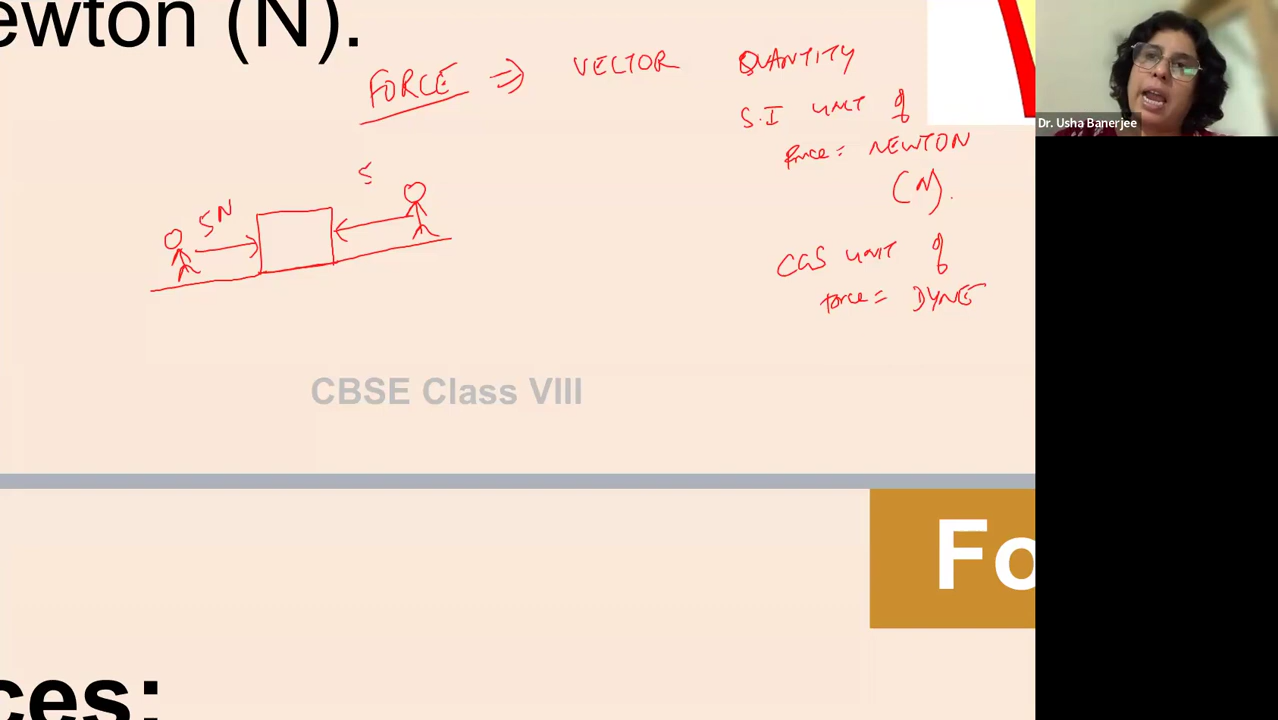 ewton (N).
FORCE ⇒ VECTOR QUANTITY
S.I UNIT of
force = NEWTON
(N).
CGS UNIT of
force = DYNE
5N
5
Dr. Usha Banerjee
CBSE Class VIII
Fo
ces: